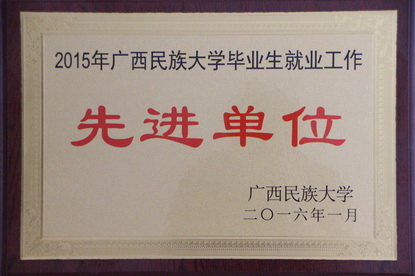 2015年广西民族大学毕业生就业工作
先进单位
广西民族大学
二〇一六年一月